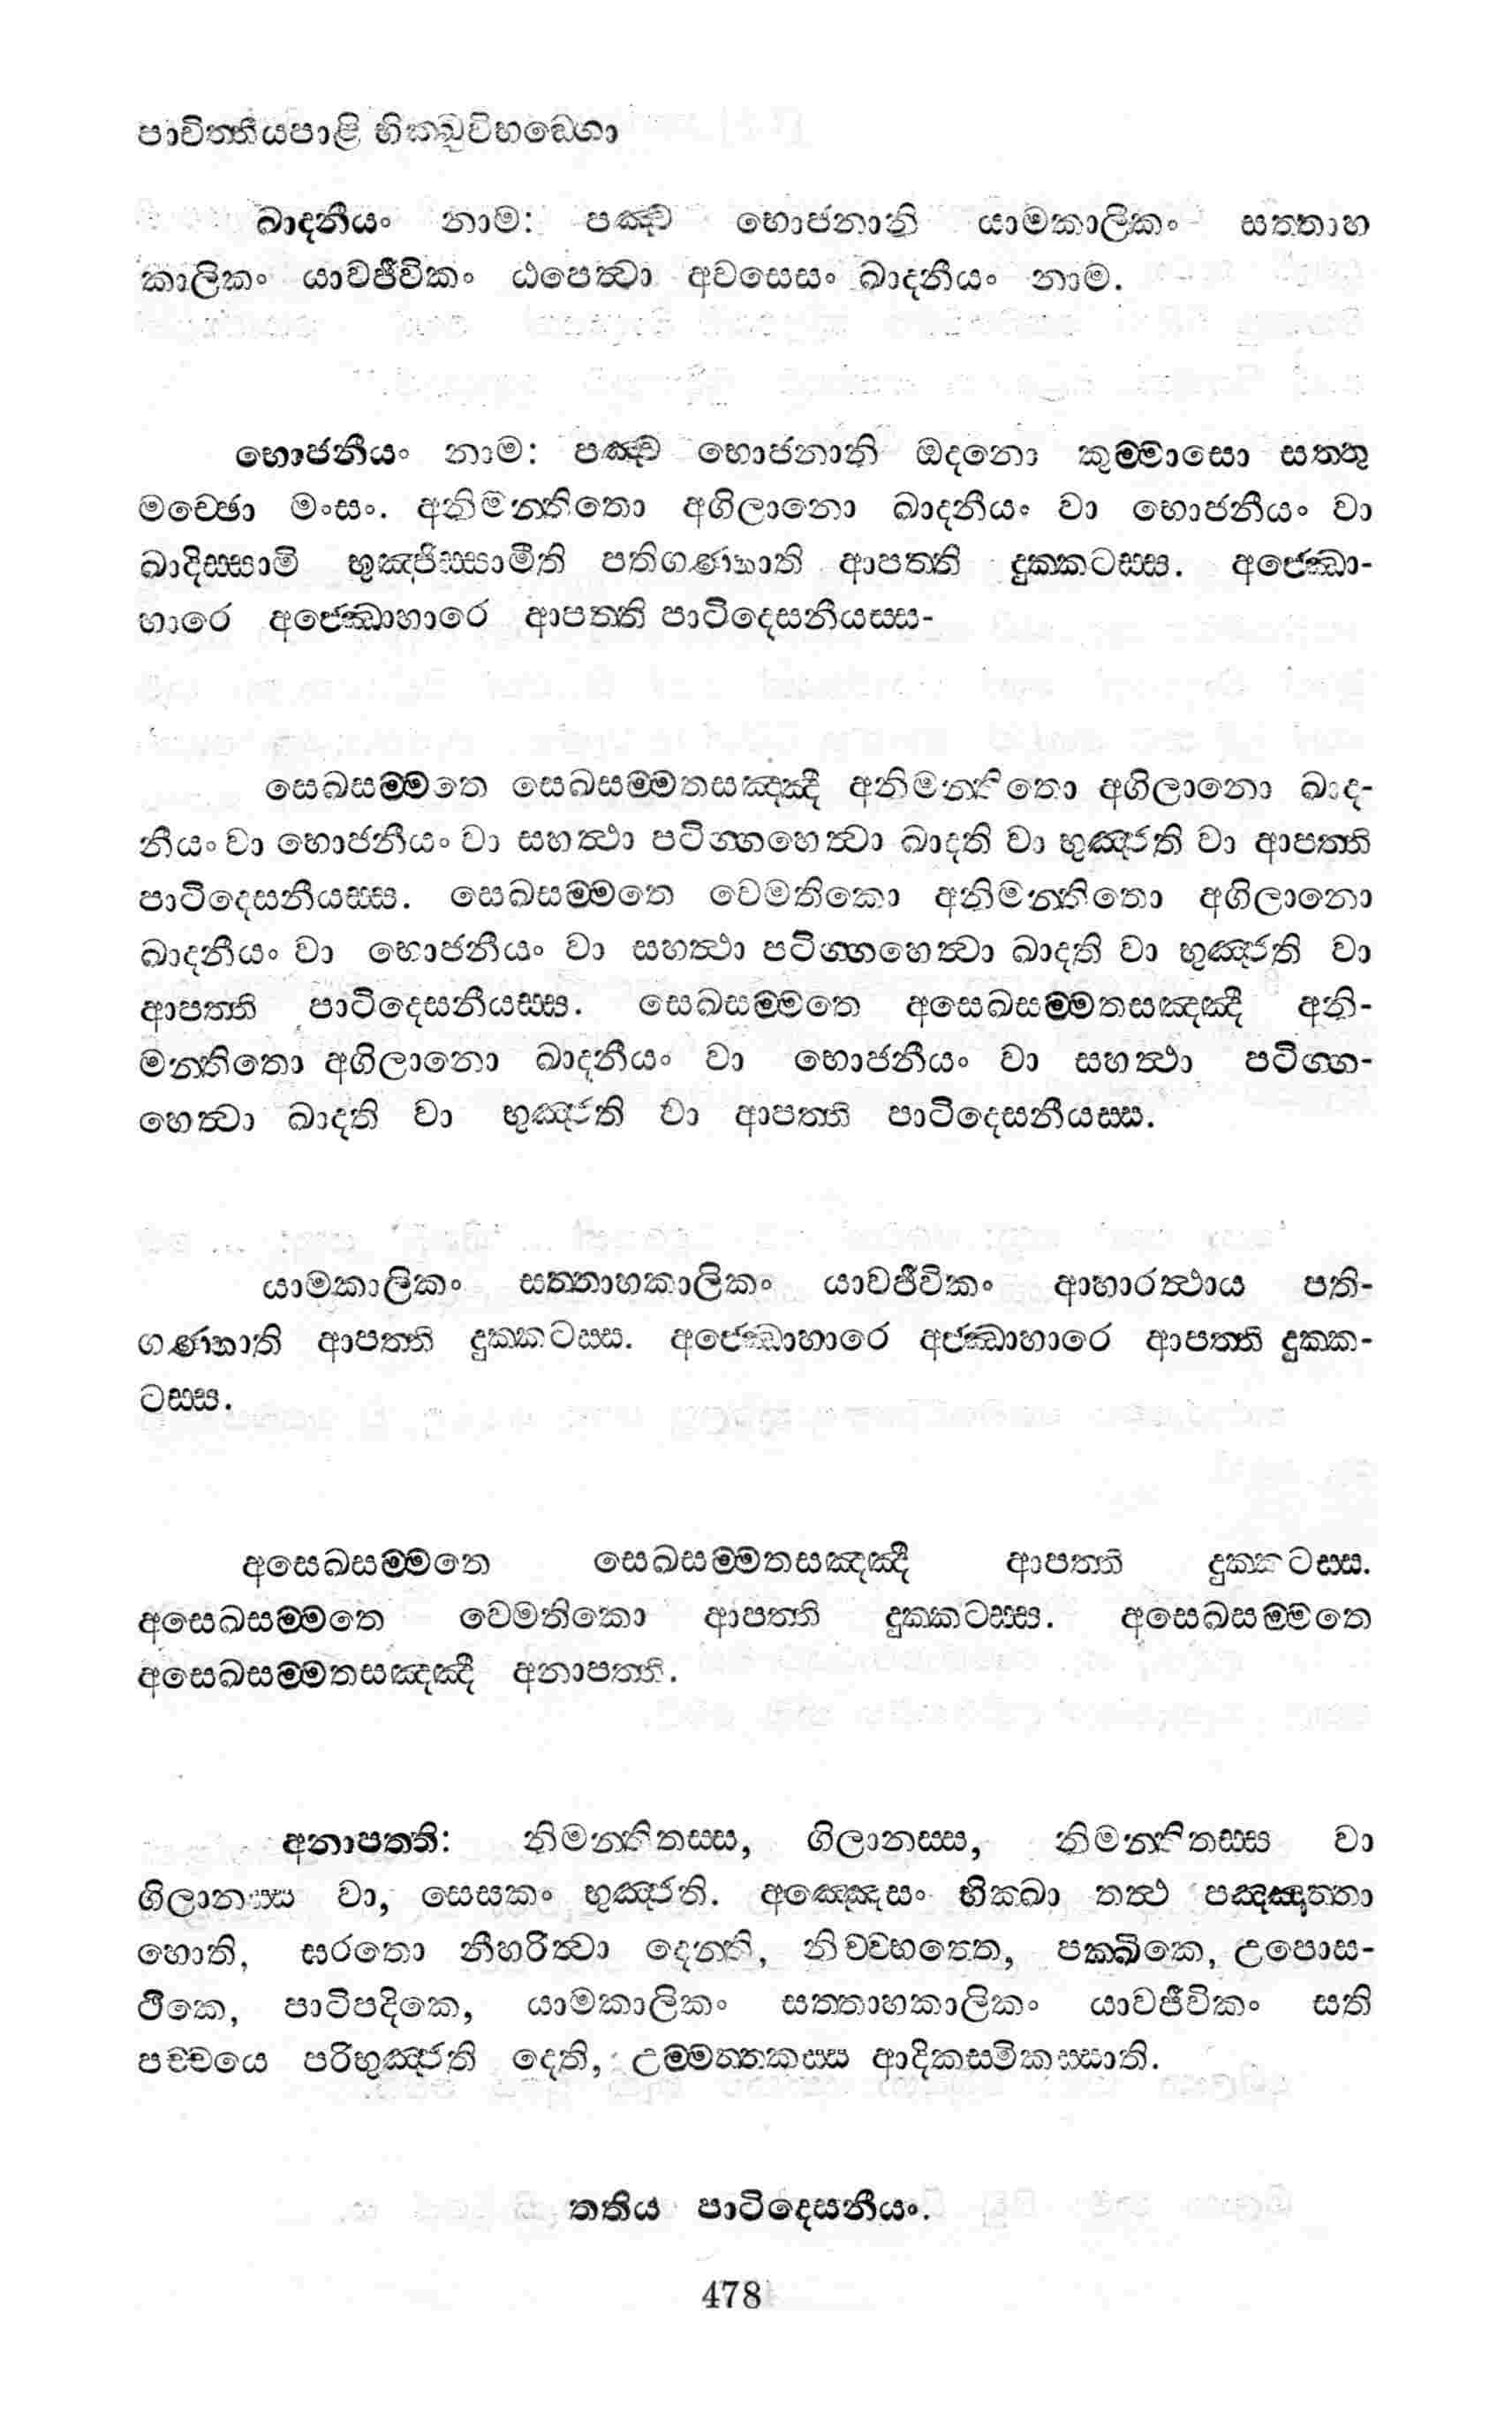 පාචිත්තීයපාළි භික්ඛුවිභඞ්ගො
ඛාදනීයං නාම: පඤ්ච භොජනානි යාමකාලිකං සත්තාහ
කාලිකං යාවජීවිකං ඨපෙත්වා අවසෙසං ඛාදනීයං නාම.
භොජනීයං නාම: පඤ්ච භොජනානි ඔදනො කුම්මාසො සත්තු
මච්ඡො මංසං. අනිමන්තිතො අගිලානො ඛාදනීයං වා භොජනීයං වා
ඛාදිස්සාමි භුඤ්ජිස්සාමීති පතිගණ්හාති ආපත්ති දුක්කටස්ස. අජ්ඣො-
හාරෙ අජ්ඣොහාරෙ ආපත්ති පාටිදෙසනීයස්ස-
සෙඛසම්මතෙ සෙඛසම්මතසඤ්ඤී අනිමන්තිතො අගිලානො ඛාද-
නීයං වා භොජනීයං වා සහත්ථා පටිග්ගහෙත්වා ඛාදති වා භුඤ්ජති වා ආපත්ති
පාටිදෙසනීයස්ස. සෙඛසම්මතෙ වෙමතිකො අනිමන්තිතො අගිලානො
ඛාදනීයං වා භොජනීයං වා සහත්ථා පටිග්ගහෙත්වා ඛාදති වා භුඤ්ජති වා
ආපත්ති පාටිදෙසනීයස්ස. සෙඛසම්මතෙ අසෙඛසම්මතසඤ්ඤී අනි-
මන්තිතො අගිලානො ඛාදනීයං වා භොජනීයං වා සහත්ථා පටිග්ග-
හෙත්වා ඛාදති වා භුඤ්ජති වා ආපත්ති පාටිදෙසනීයස්ස.
යාමකාලිකං සත්තාහකාලිකං යාවජීවිකං ආහාරත්ථාය පති-
ගණ්හාති ආපත්ති දුක්කටස්ස. අජ්ඣොහාරෙ අජ්ඣාහාරෙ ආපත්ති දුක්ක-
ටස්ස.
අසෙඛසම්මතෙ සෙඛසම්මතසඤ්ඤී ආපත්ති දුක්කටස්ස.
අසෙඛසම්මතෙ වෙමතිකො ආපත්ති දුක්කටස්ස. අසෙඛසම්මතෙ
අසෙඛසම්මතසඤ්ඤී අනාපත්ති.
අනාපත්ති: නිමන්තිතස්ස, ගිලානස්ස, නිමන්තිතස්ස වා
ගිලානස්ස වා, සෙසකං භුඤ්ජති. අඤ්ඤෙසං භික්ඛා තත්ථ පඤ්ඤත්තා
හොති, ඝරතො නීහරිත්වා දෙන්ති, නිච්චභත්තෙ, පක්ඛිකෙ, උපොස-
ථිකෙ, පාටිපදිකෙ, යාමකාලිකං සත්තාහකාලිකං යාවජීවිකං සති
පච්චයෙ පරිභුඤ්ජති දෙති, උම්මත්තකස්ස ආදිකම්මිකස්සාති.
තතිය පාටිදෙසනීයං.
478